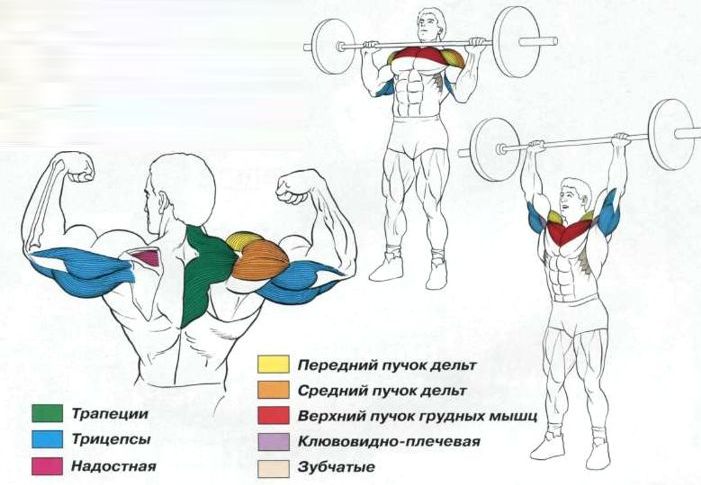 Трапеции
Трицепсы
Надостная
Передний пучок дельт
Средний пучок дельт
Верхний пучок грудных мышц
Клювовидно-плечевая
Зубчатые